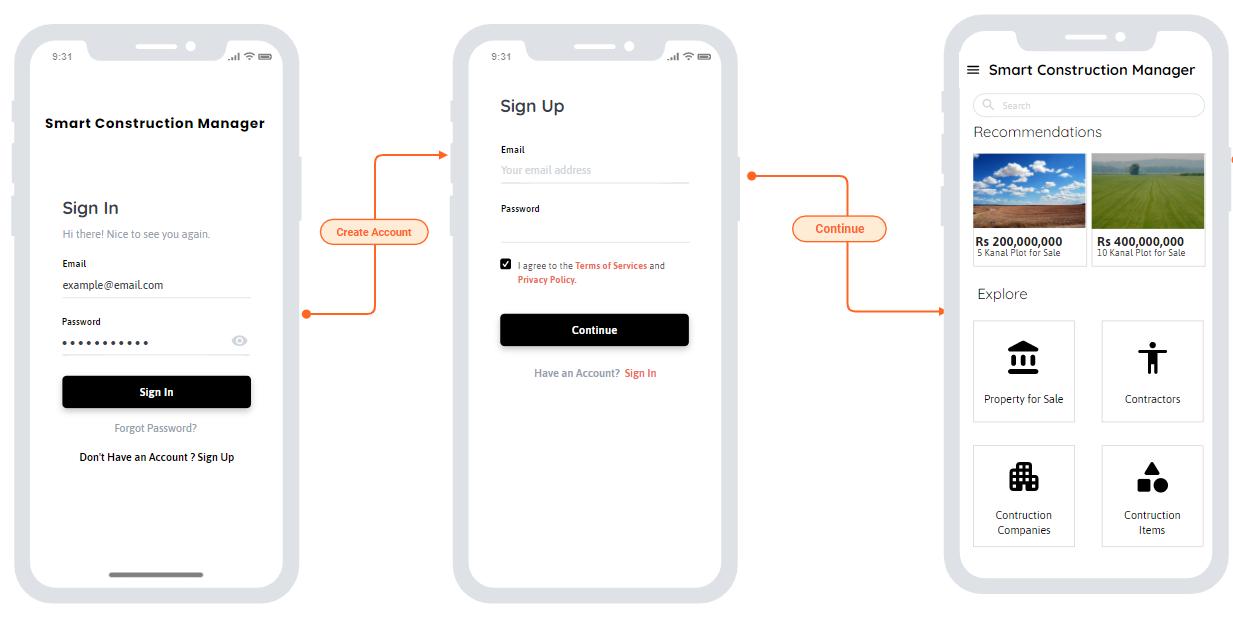 9:31
Smart Construction Manager
Sign In
Hi there! Nice to see you again.
Email
example@email.com
Password
Sign In
Forgot Password?
Don't Have an Account ? Sign Up
Create Account
9:31
Sign Up
Email
Your email address
Password
I agree to the Terms of Services and
Privacy Policy.
Continue
Have an Account? Sign In
Continue
Smart Construction Manager
Search
Recommendations
Rs 200,000,000
5 Kanal Plot for Sale
Rs 400,000,000
10 Kanal Plot for Sale
Explore
Property for Sale
Contractors
Contruction
Companies
Contruction
Items